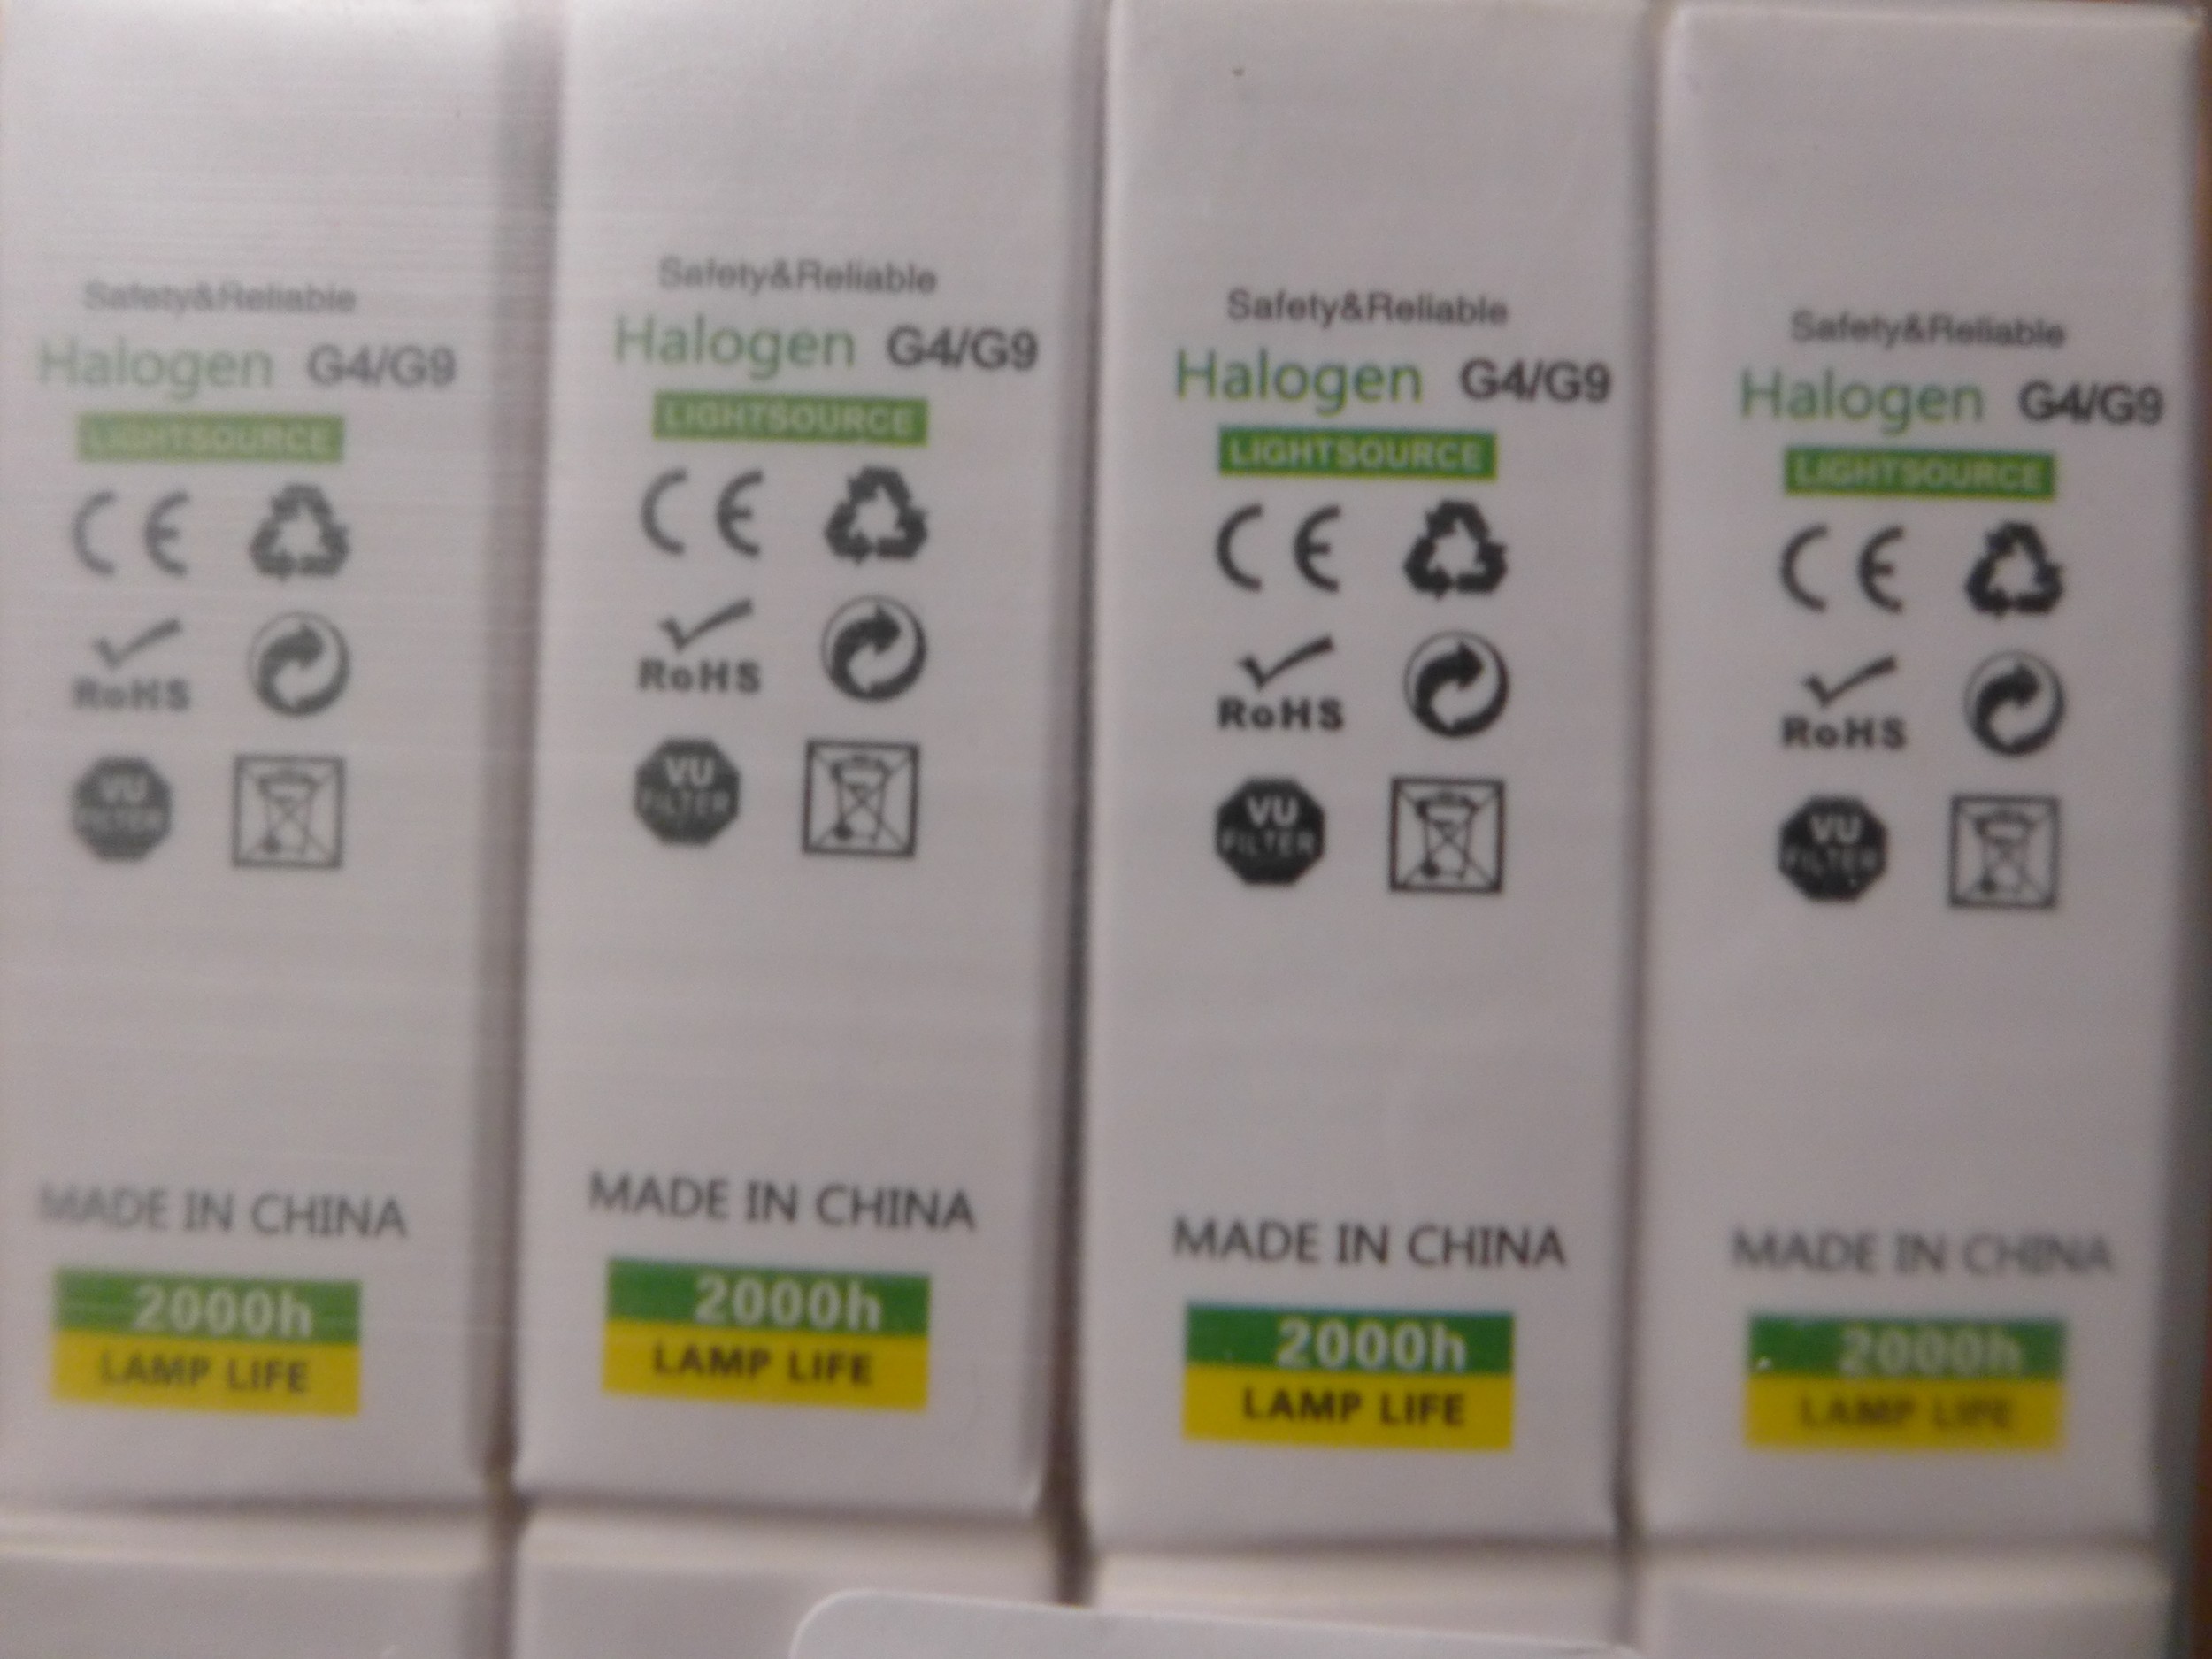 Safety&Reliable
Halogen G4/G9
LIGHTSOURCE
CE
RoHS
VU
FILTER
MADE IN CHINA
2000h
LAMP LIFE
Safety&Reliable
Halogen G4/G9
LIGHTSOURCE
CE
RoHS
VU
FILTER
MADE IN CHINA
2000h
LAMP LIFE
Safety&Reliable
Halogen G4/G9
LIGHTSOURCE
CE
RoHS
VU
FILTER
MADE IN CHINA
2000h
LAMP LIFE
Safety&Reliable
Halogen G4/G9
LIGHTSOURCE
CE
RoHS
VU
FILTER
MADE IN CHINA
2000h
LAMP LIFE